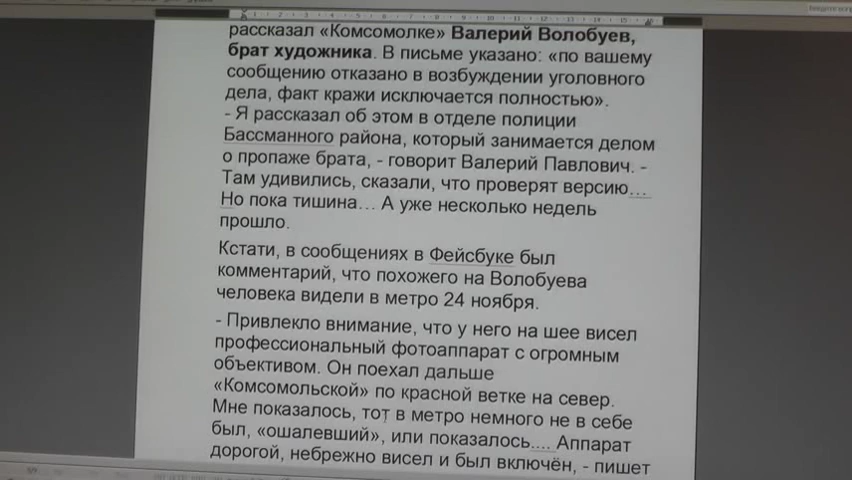 рассказал «Комсомолке» Валерий Волобуев,
брат художника. В письме указано: «по вашему
сообщению отказано в возбуждении уголовного
дела, факт кражи исключается полностью».
- Я рассказал об этом в отделе полиции
Бассманного района, который занимается делом
о пропаже брата, - говорит Валерий Павлович. -
Там удивились, сказали, что проверят версию…
Но пока тишина… А уже несколько недель
прошло.
Кстати, в сообщениях в Фейсбуке был
комментарий, что похожего на Волобуева
человека видели в метро 24 ноября.
- Привлекло внимание, что у него на шее висел
профессиональный фотоаппарат с огромным
объективом. Он поехал дальше
«Комсомольской» по красной ветке на север.
Мне показалось, тот в метро немного не в себе
был, «ошалевший», или показалось.... Аппарат
дорогой, небрежно висел и был включён, - пишет